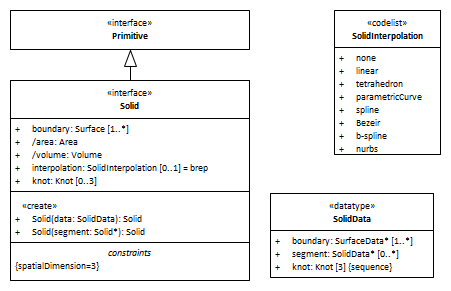 «interface»
Primitive
«interface»
Solid
+ boundary: Surface [1..*]
+ /area: Area
+ /volume: Volume
+ interpolation: SolidInterpolation [0..1] = brep
+ knot: Knot [0..3]
«create»
+ Solid(data: SolidData): Solid
+ Solid(segment: Solid*): Solid
constraints
{spatialDimension=3}
«codelist»
SolidInterpolation
+ none
+ linear
+ tetrahedron
+ parametricCurve
+ spline
+ Bezeir
+ b-spline
+ nurbs
«datatype»
SolidData
+ boundary: SurfaceData* [1..*]
+ segment: SolidData* [0..*]
+ knot: Knot [3] {sequence}